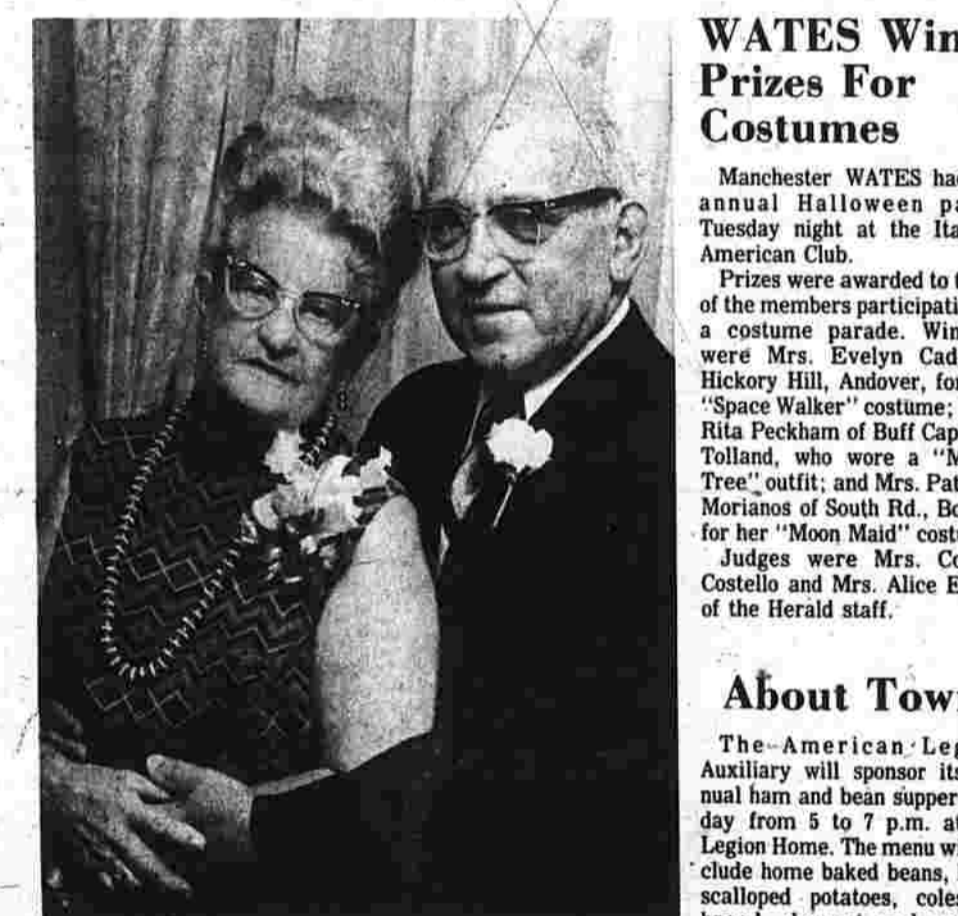 WATES Win
Prizes For
Costumes
Manchester WATES had
annual Halloween pa
Tuesday night at the Ita
American Club.
Prizes were awarded to t
of the members participati
a costume parade. Win
were Mrs. Evelyn Cad
Hickory Hill, Andover, for
"Space Walker" costume;
Rita Peckham of Buff Cap
Tolland, who wore a "M
Tree" outfit; and Mrs. Pat
Morianos of South Rd., Bo
for her "Moon Maid" costu
Judges were Mrs. Co
Costello and Mrs. Alice E
of the Herald staff.
About Tow
The American Leg
Auxiliary will sponsor its
nual ham and bean supper
day from 5 to 7 p.m. at
Legion Home. The menu wi
clude home baked beans,
scalloped potatoes, coles